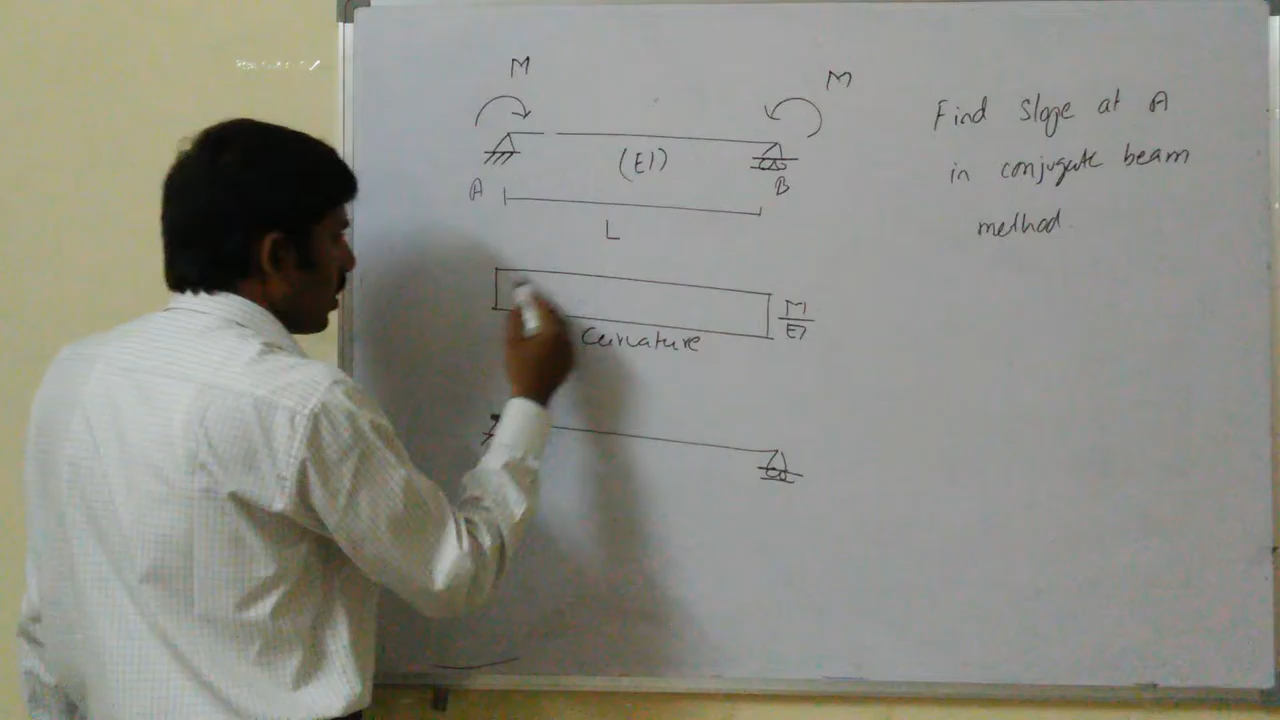 M
M
Find slope at A
(EI)
in conjugate beam
A
B
method.
L
M
EI
Curvature